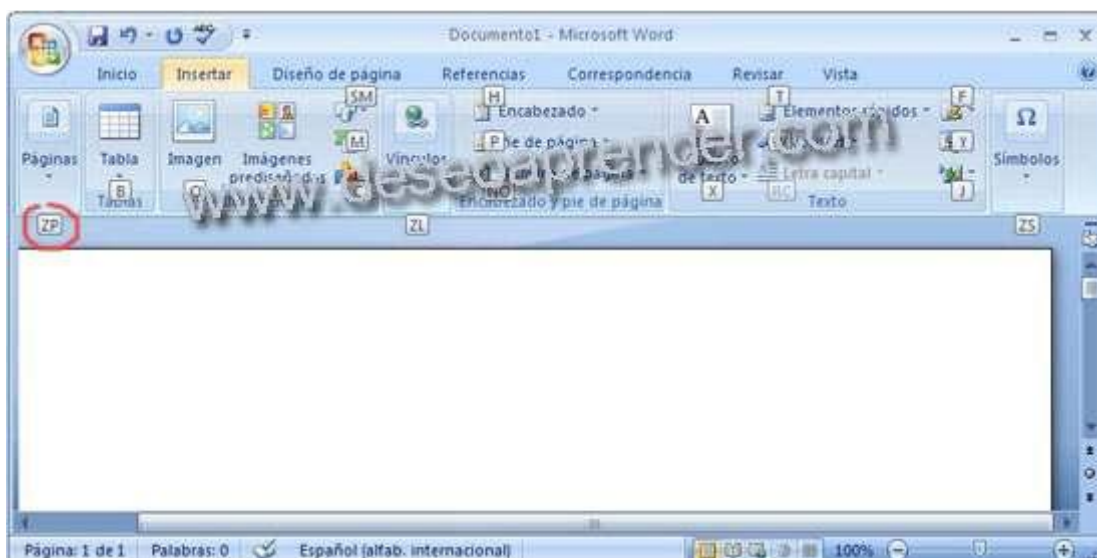 Documento1 - Microsoft Word
Inicio Insertar Diseño de página Referencias Correspondencia Revisar Vista
SM H T F
Encabezado Elementos rápidos
M P Pie de página Y
Páginas Tabla Imagen Imágenes prediseñadas Vínculos de texto Letra capital Símbolos
B X RC J
Tablas Encabezado y pie de página Texto
ZP ZL ZS
www.deseoaprender.com
Página: 1 de 1 Palabras: 0 Español (alfab. internacional) 100%